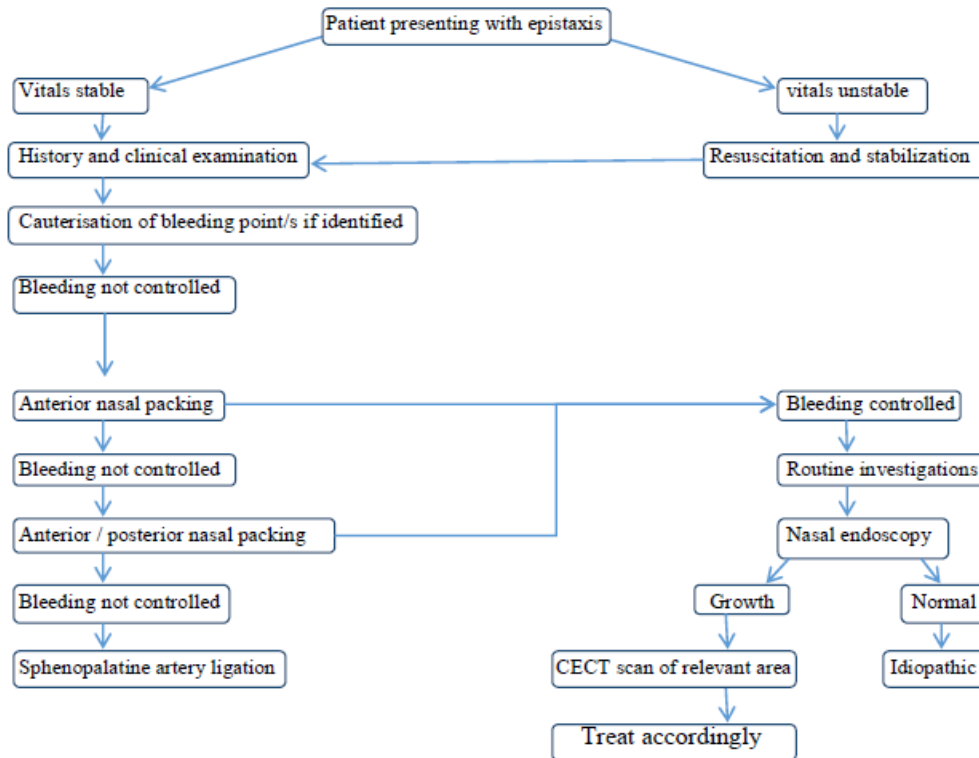 Patient presenting with epistaxis
Vitals stable
vitals unstable
History and clinical examination
Resuscitation and stabilization
Cauterisation of bleeding point/s if identified
Bleeding not controlled
Anterior nasal packing
Bleeding controlled
Bleeding not controlled
Routine investigations
Anterior / posterior nasal packing
Nasal endoscopy
Bleeding not controlled
Growth
Normal
Sphenopalatine artery ligation
CECT scan of relevant area
Idiopathic
Treat accordingly